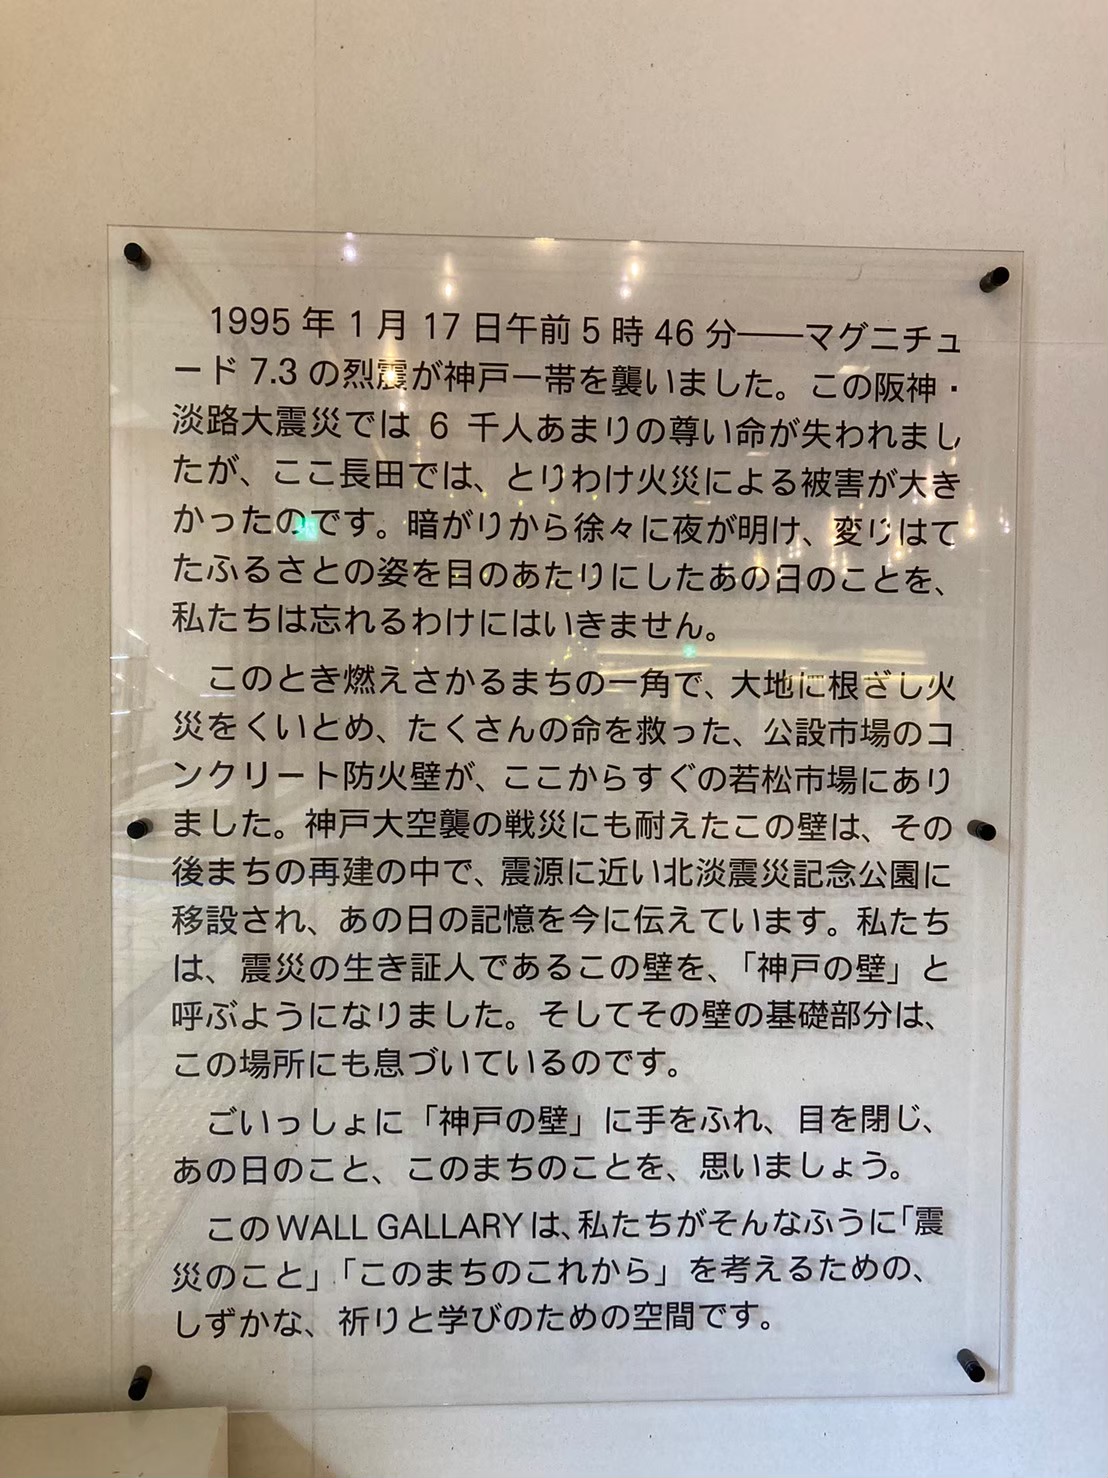 1995 年 1 月 17 日午前 5 時 46 分――マグニチュ
ード 7.3 の烈震が神戸一帯を襲いました。この阪神・
淡路大震災では 6 千人あまりの尊い命が失われまし
たが、ここ長田では、とりわけ火災による被害が大き
かったのです。暗がりから徐々に夜が明け、変りはて
たふるさとの姿を目のあたりにしたあの日のことを、
私たちは忘れるわけにはいきません。
このとき燃えさかるまちの一角で、大地に根ざし火
災をくいとめ、たくさんの命を救った、公設市場のコ
ンクリート防火壁が、ここからすぐの若松市場にあり
ました。神戸大空襲の戦災にも耐えたこの壁は、その
後まちの再建の中で、震源に近い北淡震災記念公園に
移設され、あの日の記憶を今に伝えています。私たち
は、震災の生き証人であるこの壁を、「神戸の壁」と
呼ぶようになりました。そしてその壁の基礎部分は、
この場所にも息づいているのです。
ごいっしょに「神戸の壁」に手をふれ、目を閉じ、
あの日のこと、このまちのことを、思いましょう。
このWALL GALLARYは、私たちがそんなふうに「震
災のこと」「このまちのこれから」を考えるための、
しずかな、祈りと学びのための空間です。